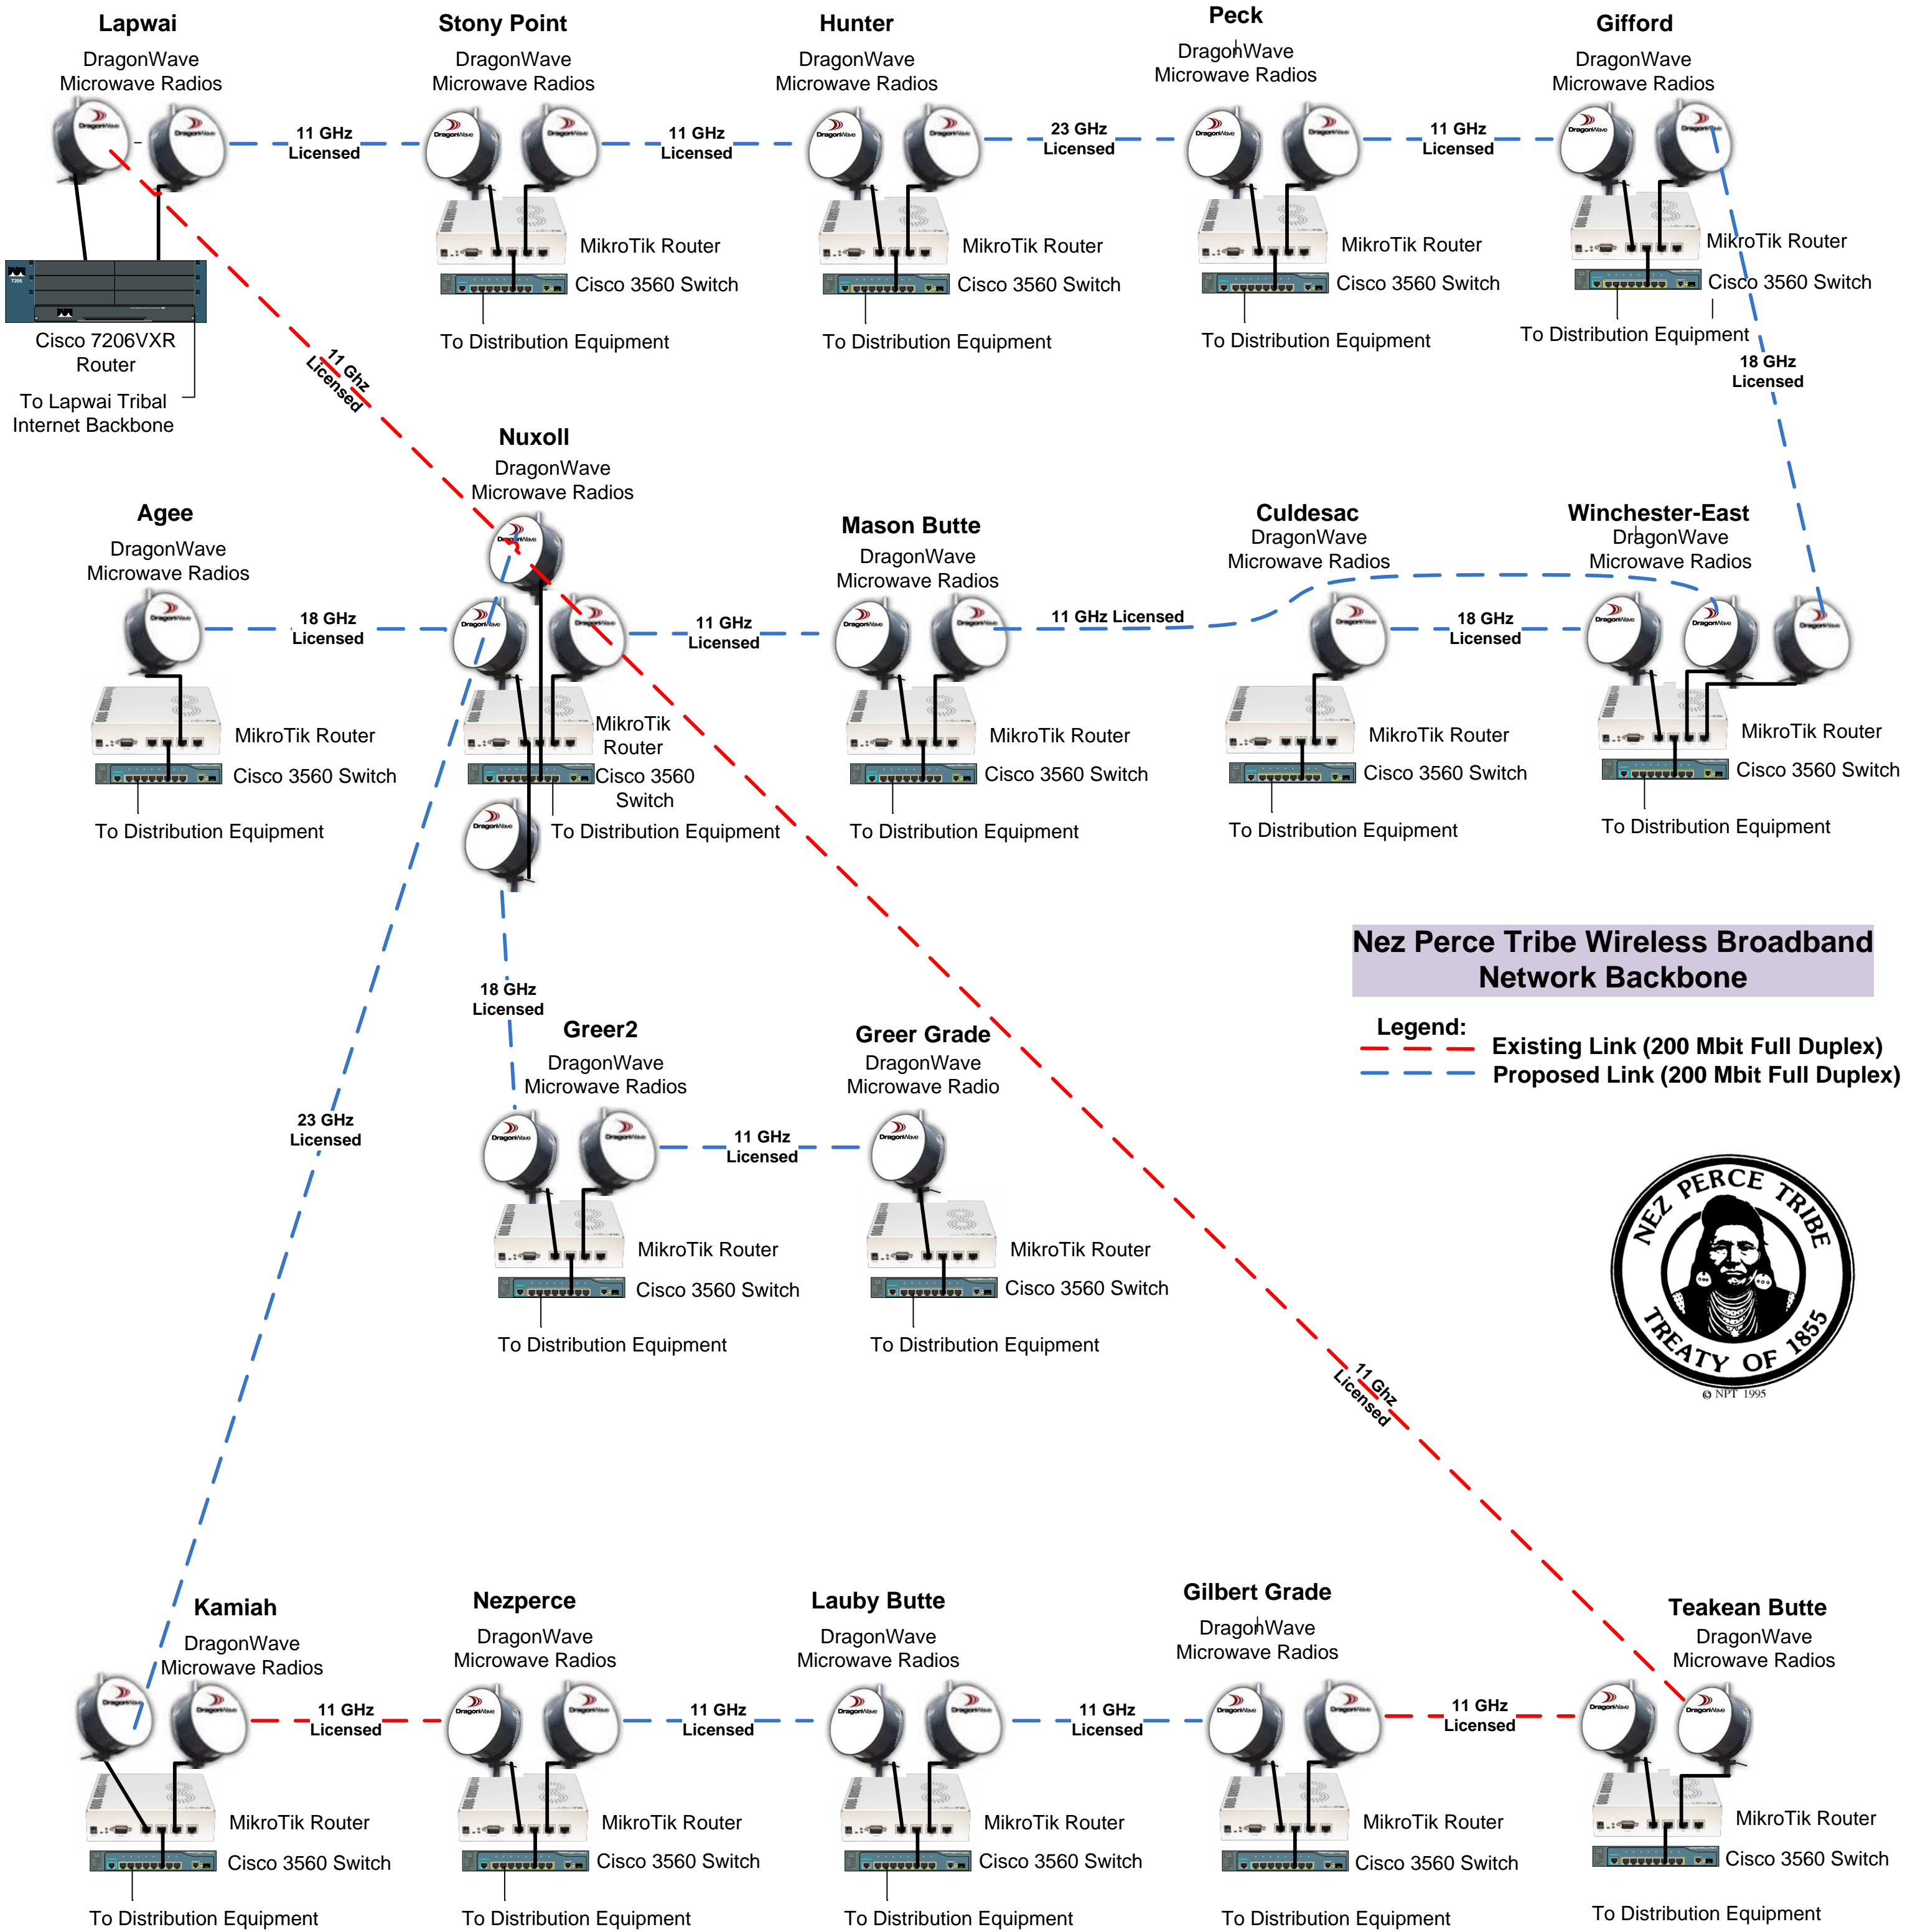 Lapwai
DragonWave
Microwave Radios
Stony Point
DragonWave
Microwave Radios
Hunter
DragonWave
Microwave Radios
Peck
DragonWave
Microwave Radios
Gifford
DragonWave
Microwave Radios
11 GHz
Licensed
11 GHz
Licensed
23 GHz
Licensed
11 GHz
Licensed
7206
Cisco 7206VXR
Router
To Lapwai Tribal
Internet Backbone
MikroTik Router
Cisco 3560 Switch
To Distribution Equipment
MikroTik Router
Cisco 3560 Switch
To Distribution Equipment
MikroTik Router
Cisco 3560 Switch
To Distribution Equipment
MikroTik Router
Cisco 3560 Switch
To Distribution Equipment
11 Ghz
Licensed
18 GHz
Licensed
Agee
DragonWave
Microwave Radios
Nuxoll
DragonWave
Microwave Radios
Mason Butte
DragonWave
Microwave Radios
Culdesac
DragonWave
Microwave Radios
Winchester-East
DragonWave
Microwave Radios
18 GHz
Licensed
11 GHz
Licensed
11 GHz Licensed
18 GHz
Licensed
MikroTik Router
Cisco 3560 Switch
To Distribution Equipment
MikroTik
Router
Cisco 3560
Switch
To Distribution Equipment
MikroTik Router
Cisco 3560 Switch
To Distribution Equipment
MikroTik Router
Cisco 3560 Switch
To Distribution Equipment
MikroTik Router
Cisco 3560 Switch
To Distribution Equipment
Nez Perce Tribe Wireless Broadband
Network Backbone
Legend:
Existing Link (200 Mbit Full Duplex)
Proposed Link (200 Mbit Full Duplex)
18 GHz
Licensed
23 GHz
Licensed
Greer2
DragonWave
Microwave Radios
Greer Grade
DragonWave
Microwave Radio
11 GHz
Licensed
MikroTik Router
Cisco 3560 Switch
To Distribution Equipment
MikroTik Router
Cisco 3560 Switch
To Distribution Equipment
NEZ PERCE TRIBE
TREATY OF 1855
© NPT 1995
11 Ghz
Licensed
Kamiah
DragonWave
Microwave Radios
Nezperce
DragonWave
Microwave Radios
Lauby Butte
DragonWave
Microwave Radios
Gilbert Grade
DragonWave
Microwave Radios
Teakean Butte
DragonWave
Microwave Radios
11 GHz
Licensed
11 GHz
Licensed
11 GHz
Licensed
11 GHz
Licensed
MikroTik Router
Cisco 3560 Switch
To Distribution Equipment
MikroTik Router
Cisco 3560 Switch
To Distribution Equipment
MikroTik Router
Cisco 3560 Switch
To Distribution Equipment
MikroTik Router
Cisco 3560 Switch
To Distribution Equipment
MikroTik Router
Cisco 3560 Switch
To Distribution Equipment